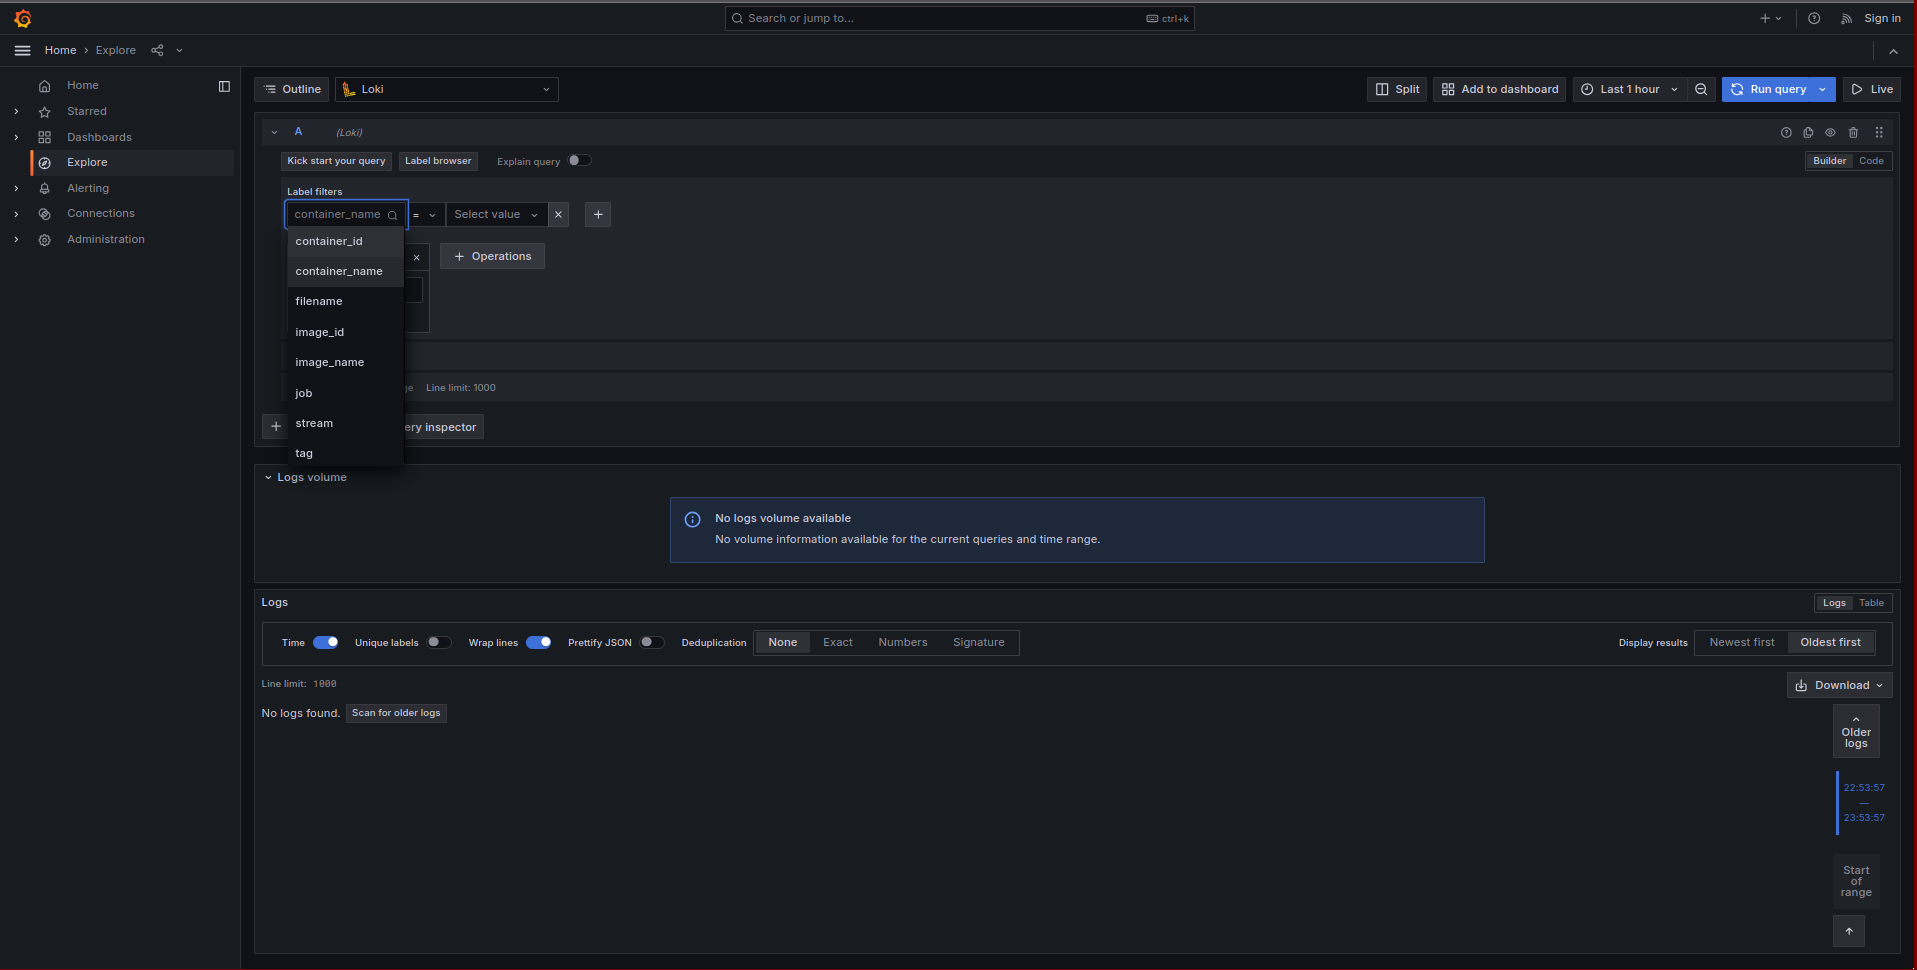 Search or jump to...
ctrl+k
Sign in
Home
Explore
Home
Starred
Dashboards
Explore
Alerting
Connections
Administration
Outline
Loki
Split
Add to dashboard
Last 1 hour
Run query
Live
A
(Loki)
Kick start your query
Label browser
Explain query
Builder
Code
Label filters
container_name
=
Select value
container_id
container_name
filename
image_id
image_name
job
stream
tag
Operations
Line limit: 1000
inspector
Logs volume
No logs volume available
No volume information available for the current queries and time range.
Logs
Logs
Table
Time
Unique labels
Wrap lines
Prettify JSON
Deduplication
None
Exact
Numbers
Signature
Display results
Newest first
Oldest first
Line limit: 1000
Download
No logs found.
Scan for older logs
Older
logs
22:53:57
—
23:53:57
Start
of
range